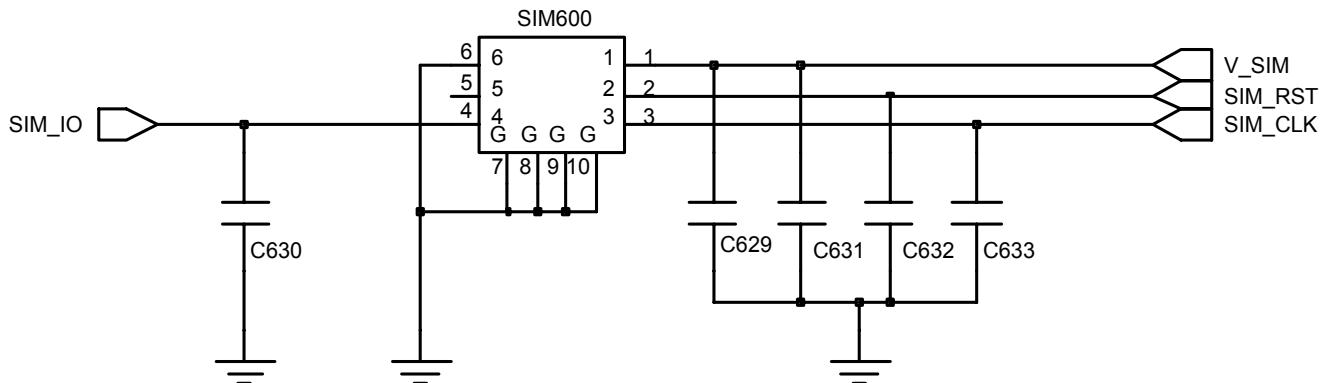 SIM600
6 6 1 1
V_SIM
5 5 2 2
SIM_RST
4 4 3 3
SIM_CLK
SIM_IO
G G G G
7 8 9 10
C630
C629 C631 C632 C633